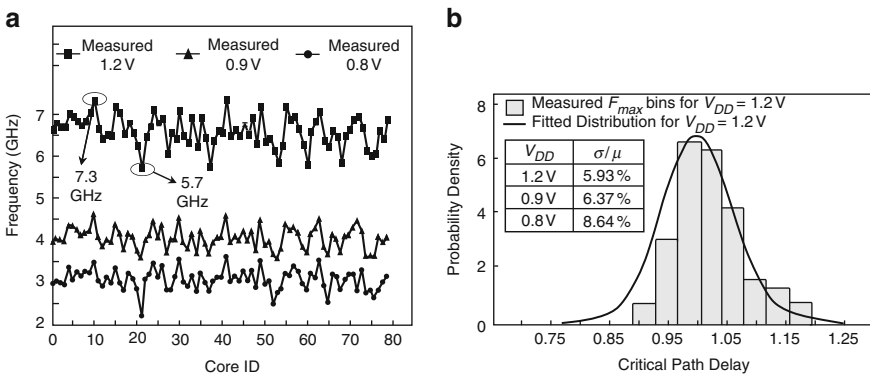 a
Measured 1.2 V
Measured 0.9 V
Measured 0.8 V
Frequency (GHz)
7
6
5
4
3
2
7.3 GHz
5.7 GHz
0 10 20 30 40 50 60 70 80
Core ID
b
Probability Density
8
6
4
2
0
Measured Fmax bins for VDD = 1.2 V
Fitted Distribution for VDD = 1.2 V
VDD σ/μ
1.2 V 5.93 %
0.9 V 6.37 %
0.8 V 8.64 %
0.75 0.85 0.95 1.05 1.15 1.25
Critical Path Delay